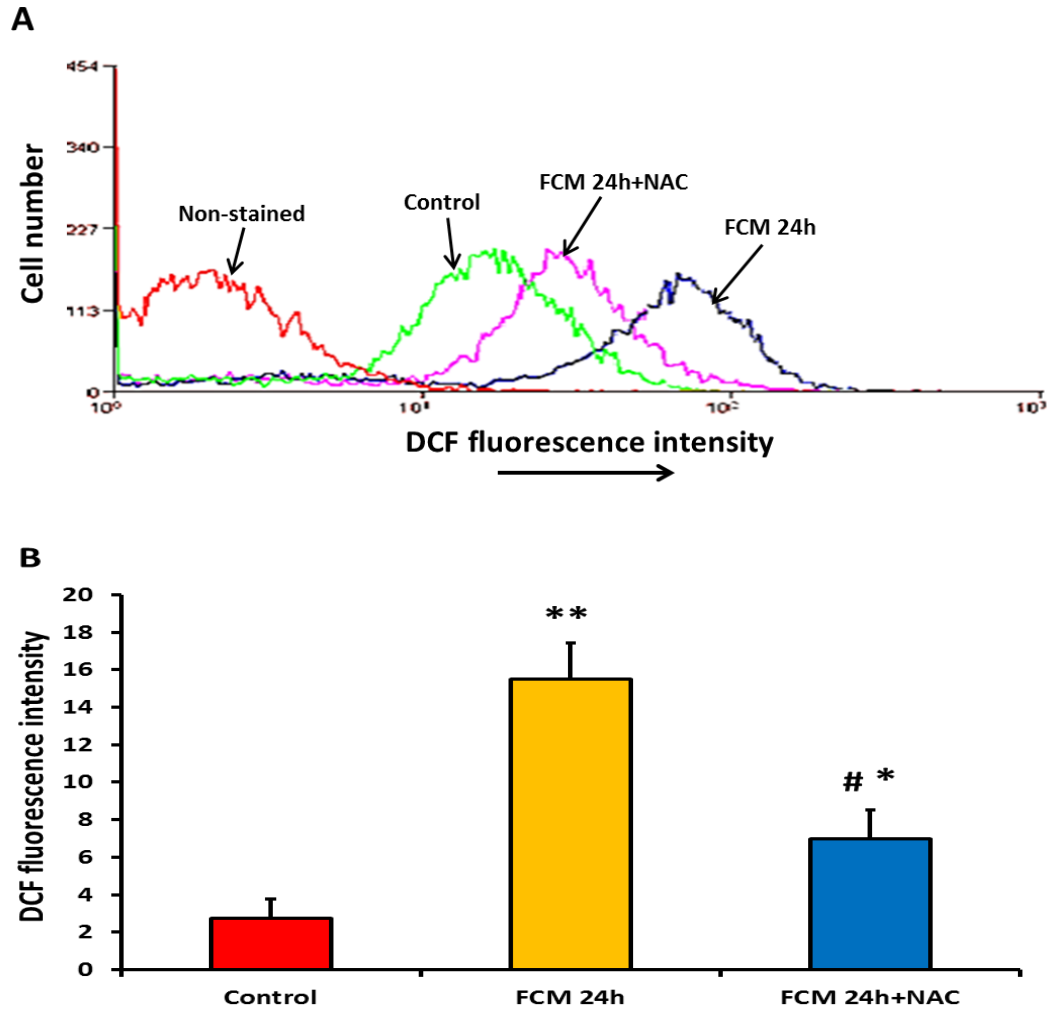 A
454
340
227
113
0
Cell number
Non-stained
Control
FCM 24h+NAC
FCM 24h
10⁰ 10¹ 10² 10³
DCF fluorescence intensity
B
20
18
16
14
12
10
8
6
4
2
0
DCF fluorescence intensity
**
# *
Control FCM 24h FCM 24h+NAC